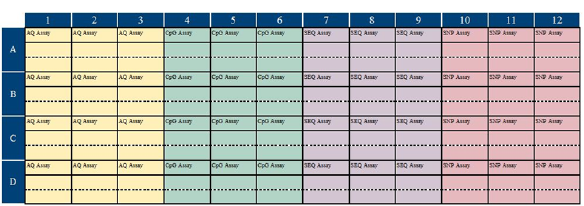 1 2 3 4 5 6 7 8 9 10 11 12
A AQ Assay AQ Assay AQ Assay CpG Assay CpG Assay CpG Assay SEQ Assay SEQ Assay SEQ Assay SNP Assay SNP Assay SNP Assay
B AQ Assay AQ Assay AQ Assay CpG Assay CpG Assay CpG Assay SEQ Assay SEQ Assay SEQ Assay SNP Assay SNP Assay SNP Assay
C AQ Assay AQ Assay AQ Assay CpG Assay CpG Assay CpG Assay SEQ Assay SEQ Assay SEQ Assay SNP Assay SNP Assay SNP Assay
D AQ Assay AQ Assay AQ Assay CpG Assay CpG Assay CpG Assay SEQ Assay SEQ Assay SEQ Assay SNP Assay SNP Assay SNP Assay